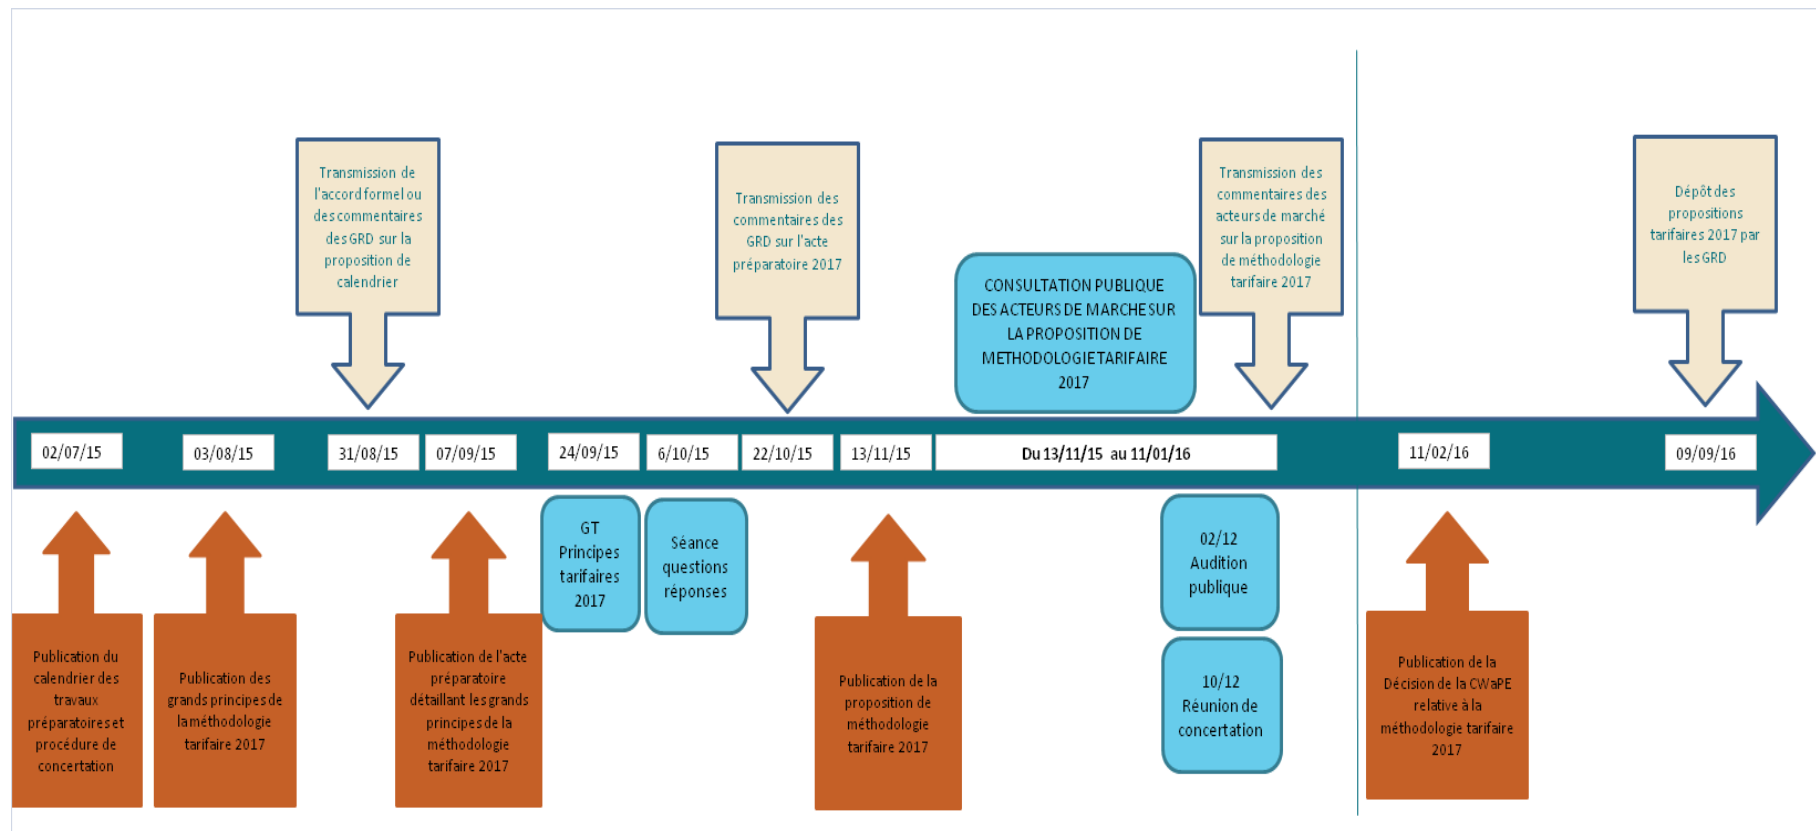 Transmission de
l'accord formel ou
des commentaires
des GRD sur la
proposition de
calendrier
Transmission des
commentaires des
GRD sur l'acte
préparatoire 2017
CONSULTATION PUBLIQUE
DES ACTEURS DE MARCHE SUR
LA PROPOSITION DE
METHODOLOGIE TARIFAIRE
2017
Transmission des
commentaires des
acteurs de marché
sur la proposition
de méthodologie
tarifaire 2017
Dépôt des
propositions
tarifaires 2017 par
les GRD
02/07/15
03/08/15
31/08/15
07/09/15
24/09/15
6/10/15
22/10/15
13/11/15
Du 13/11/15 au 11/01/16
11/02/16
09/09/16
Publication du
calendrier des
travaux
préparatoires et
procédure de
concertation
Publication des
grands principes de
la méthodologie
tarifaire 2017
Publication de l'acte
préparatoire
détaillant les grands
principes de la
méthodologie
tarifaire 2017
GT
Principes
tarifaires
2017
Séance
questions
réponses
Publication de la
proposition de
méthodologie
tarifaire 2017
02/12
Audition
publique
10/12
Réunion de
concertation
Publication de la
Décision de la CWaPE
relative à la
méthodologie tarifaire
2017